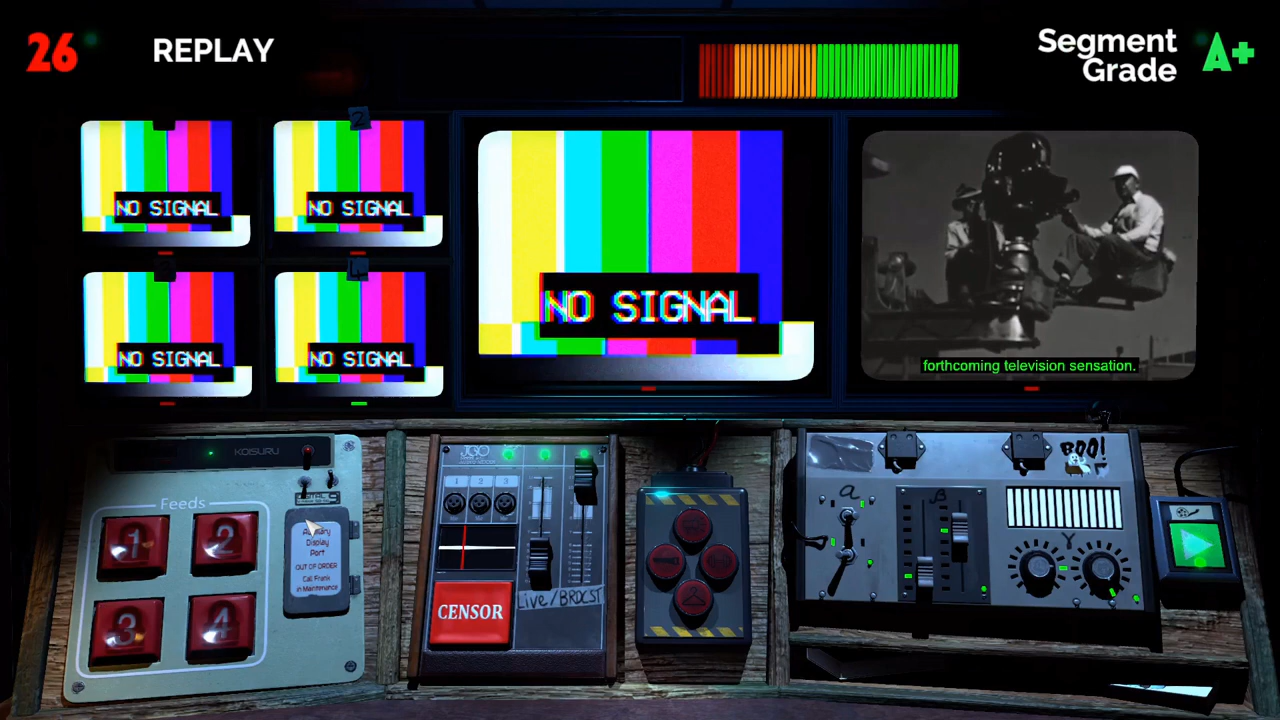 26
REPLAY
Segment
Grade
A+
2
NO SIGNAL
NO SIGNAL
NO SIGNAL
4
NO SIGNAL
NO SIGNAL
forthcoming television sensation.
KOISURU
Feeds
1
2
3
4
Display
Port
OUT OF ORDER
Call Frank
in Maintenance
JGO
1 2 3
CENSOR
Live/BRDCST
BOO!
a
β
γ